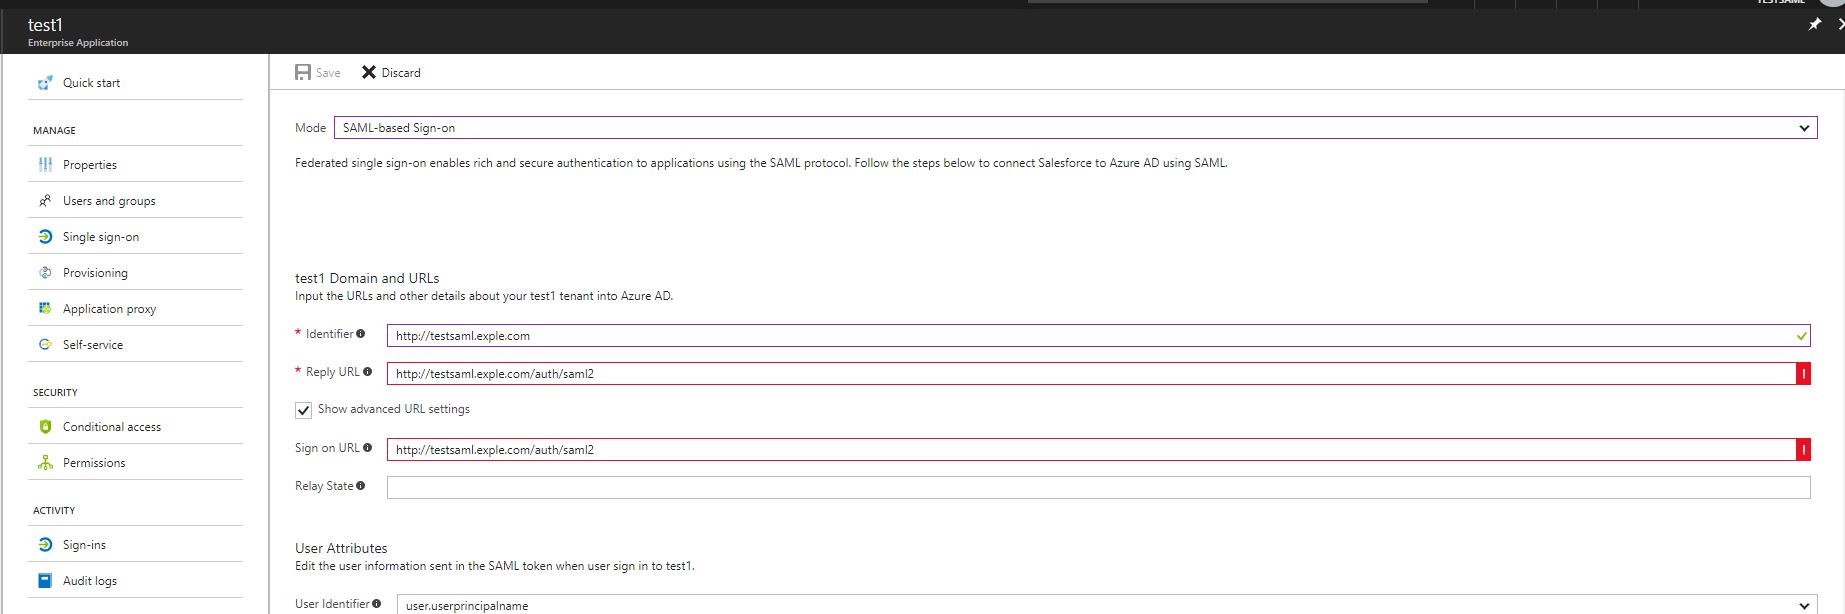 TESTSAML
test1
Enterprise Application
Quick start
MANAGE
Properties
Users and groups
Single sign-on
Provisioning
Application proxy
Self-service
SECURITY
Conditional access
Permissions
ACTIVITY
Sign-ins
Audit logs
Save Discard
Mode SAML-based Sign-on
Federated single sign-on enables rich and secure authentication to applications using the SAML protocol. Follow the steps below to connect Salesforce to Azure AD using SAML.
test1 Domain and URLs
Input the URLs and other details about your test1 tenant into Azure AD.
* Identifier http://testsaml.exple.com
* Reply URL http://testsaml.exple.com/auth/saml2 !
Show advanced URL settings
Sign on URL http://testsaml.exple.com/auth/saml2 !
Relay State
User Attributes
Edit the user information sent in the SAML token when user sign in to test1.
User Identifier user.userprincipalname